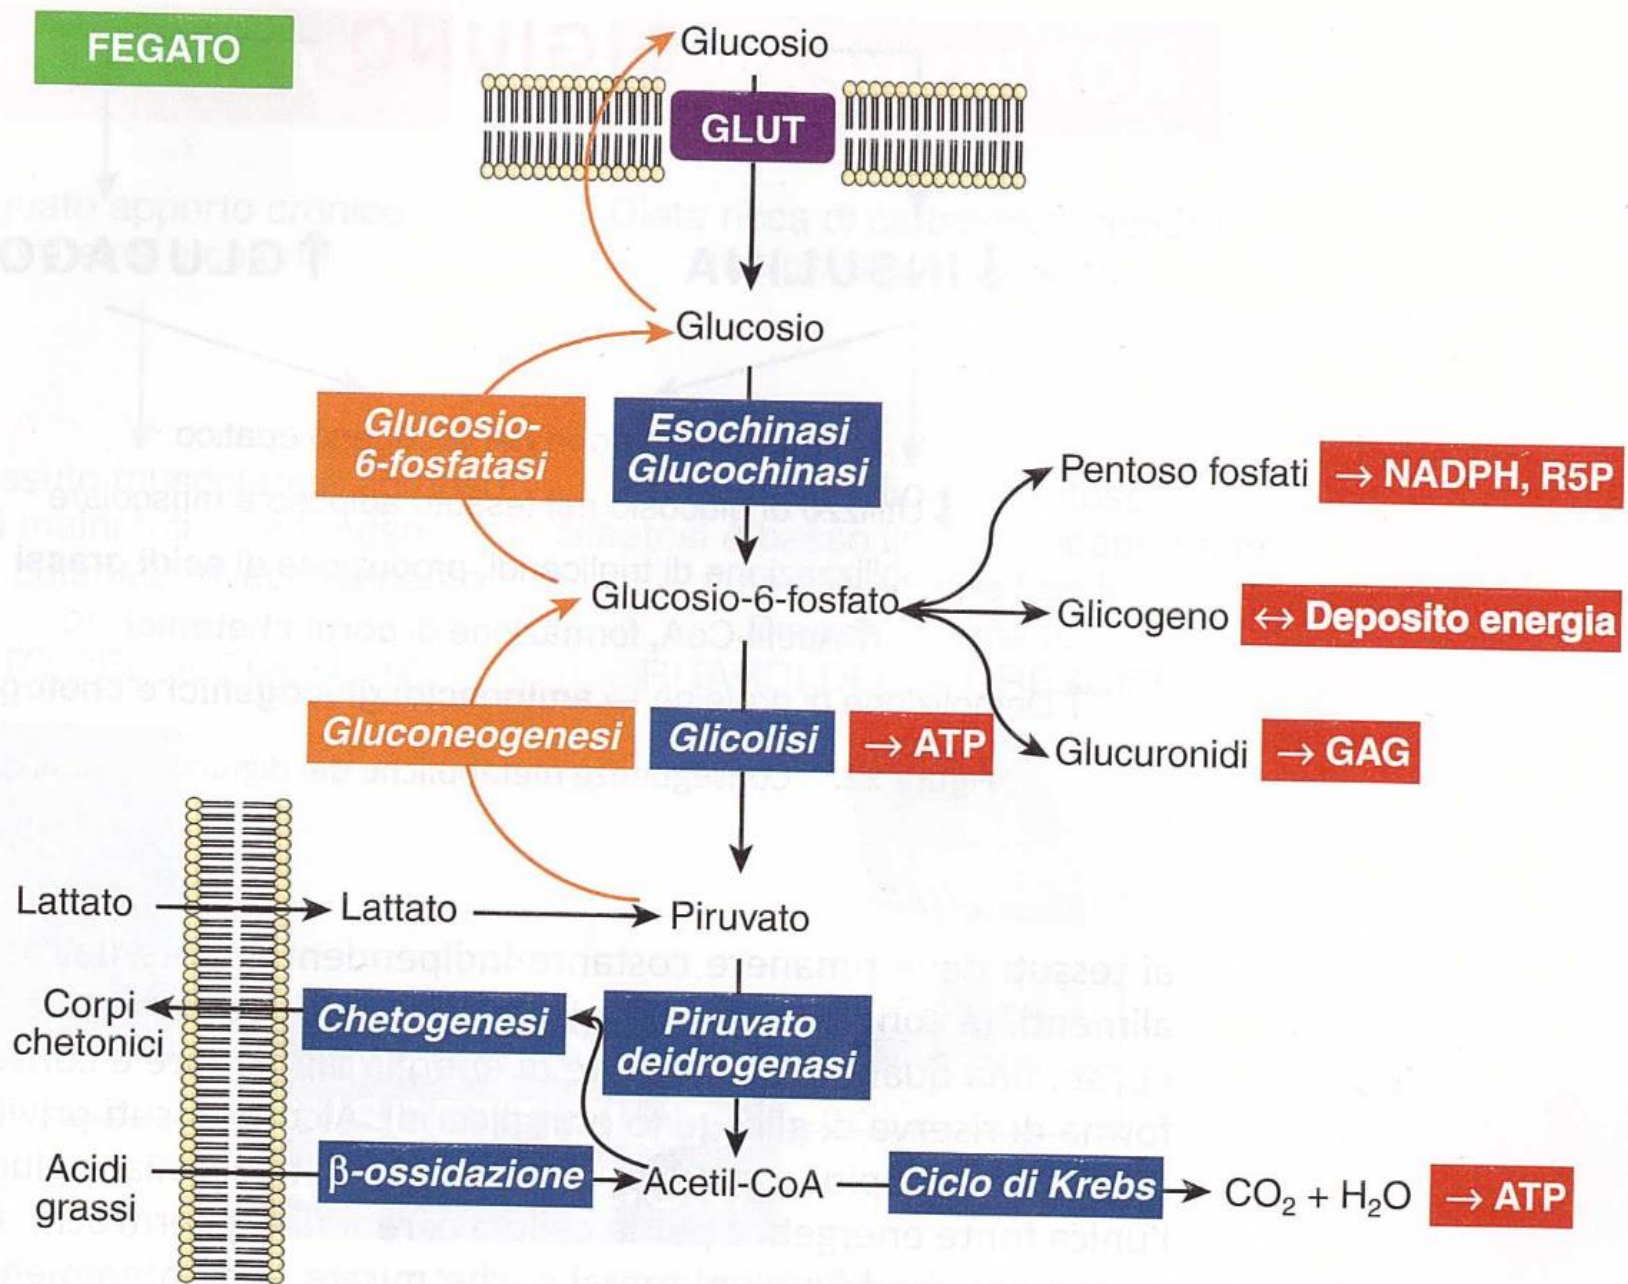 FEGATO
Glucosio
GLUT
Glucosio
Glucosio-
6-fosfatasi
Esochinasi
Glucochinasi
Pentoso fosfati
→ NADPH, R5P
Glucosio-6-fosfato
Glicogeno
↔ Deposito energia
Gluconeogenesi
Glicolisi
→ ATP
Glucuronidi
→ GAG
Lattato
Lattato
Piruvato
Corpi
chetonici
Chetogenesi
Piruvato
deidrogenasi
Acidi
grassi
β-ossidazione
Acetil-CoA
Ciclo di Krebs
CO₂ + H₂O
→ ATP